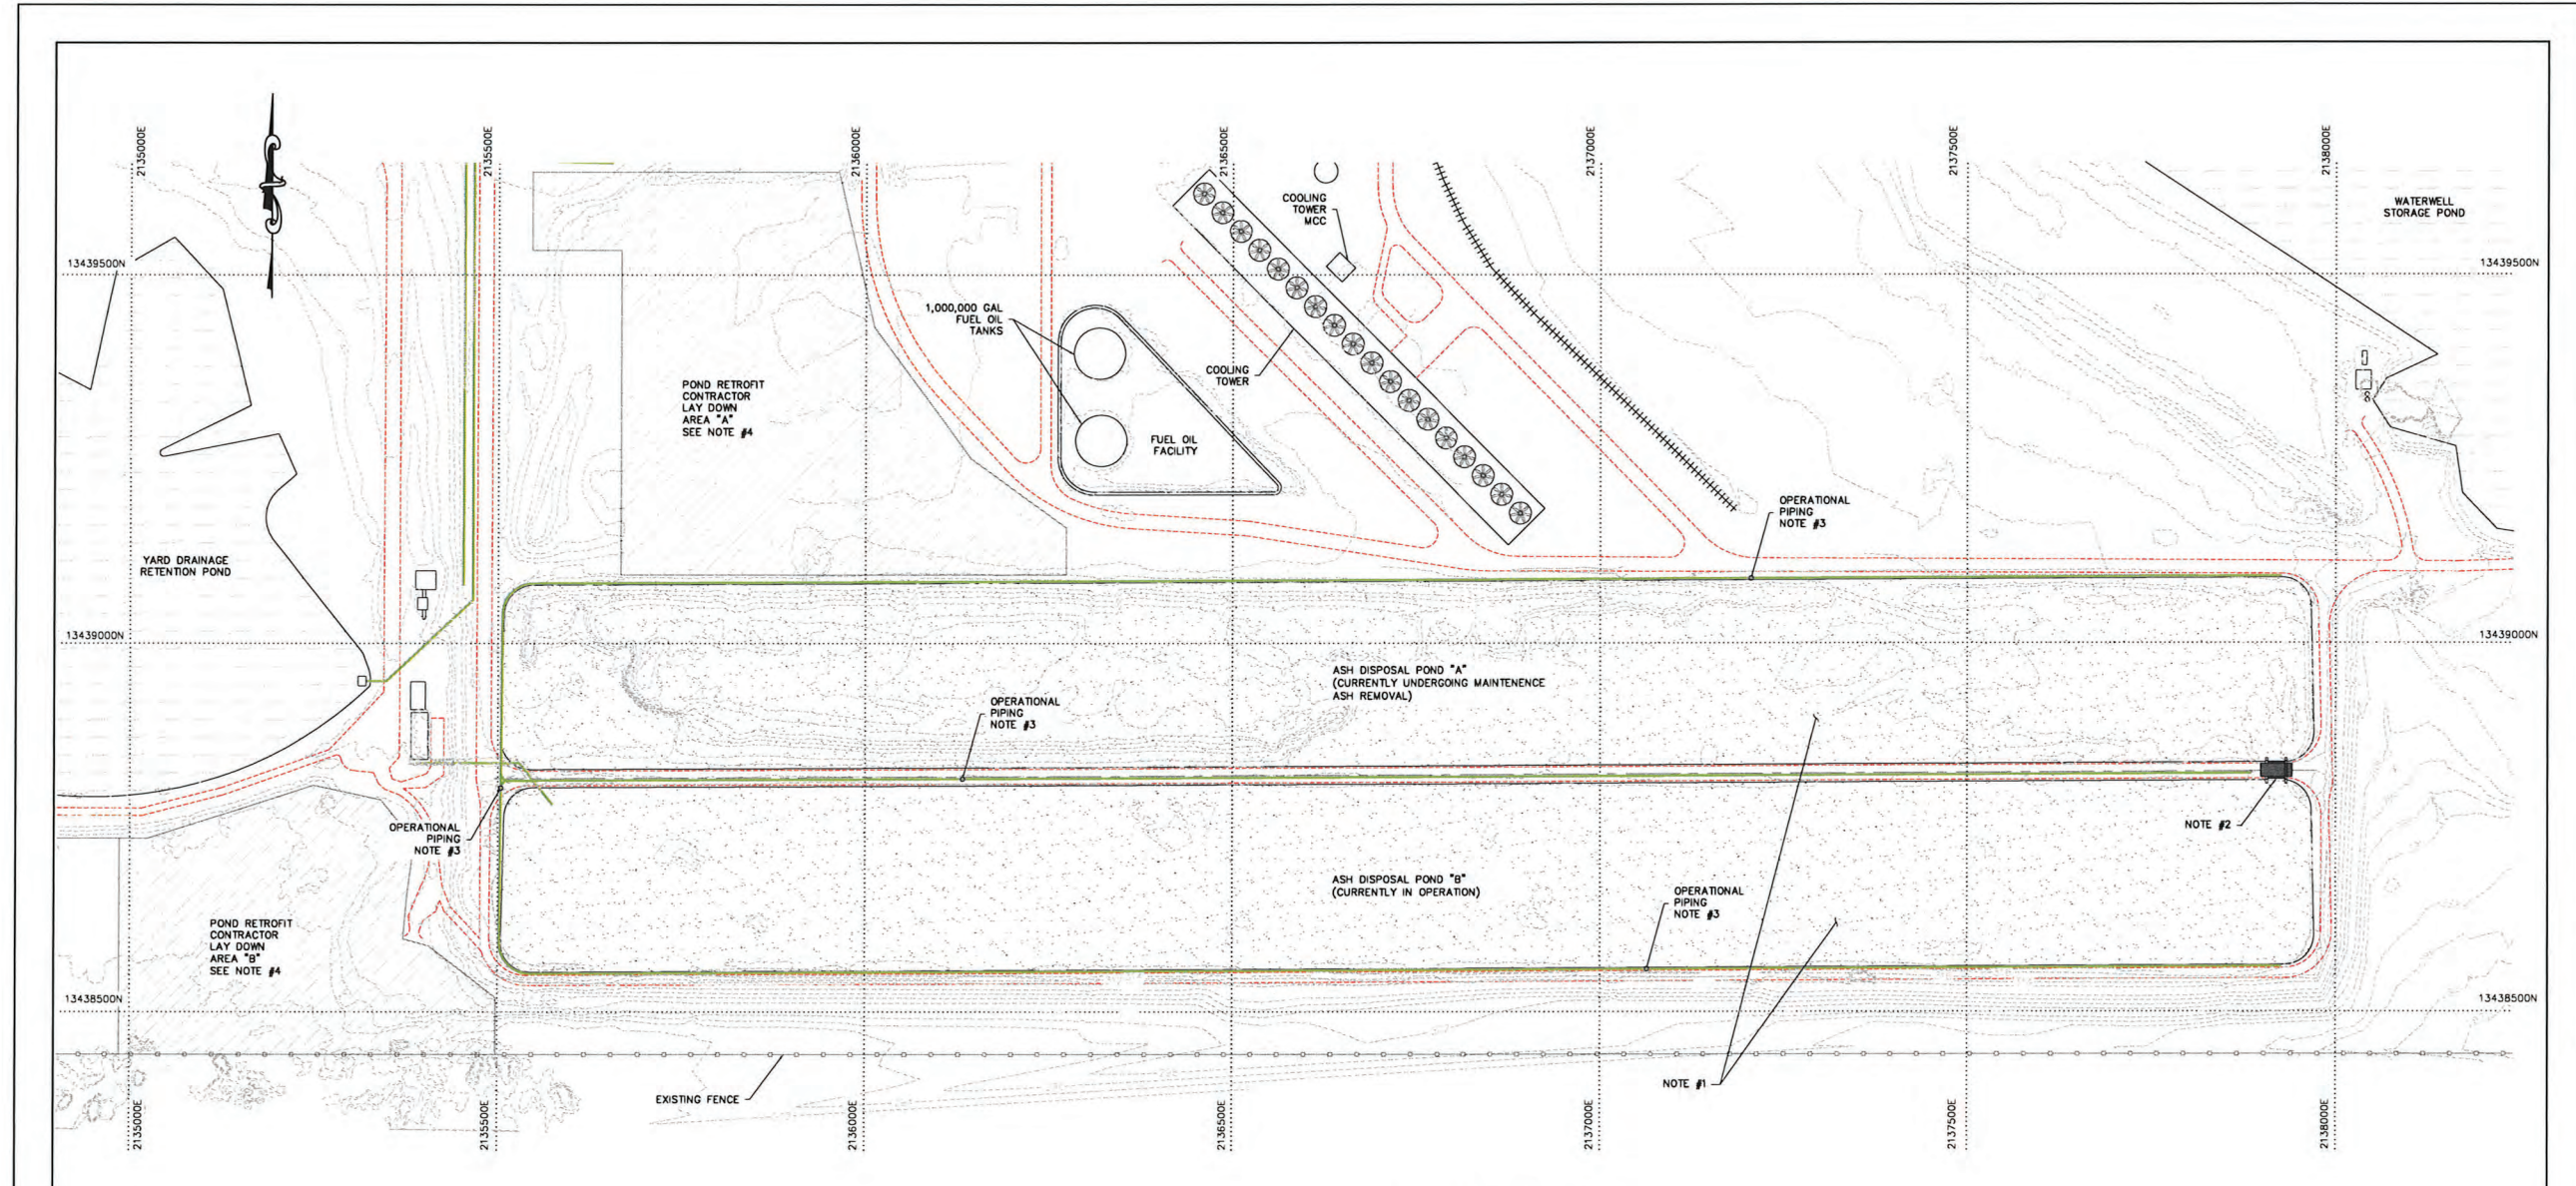 2135000E
2135500E
2136000E
2136500E
2137000E
2137500E
2138000E
WATERWELL
STORAGE POND
COOLING
TOWER
MCC
13439500N
13439500N
1,000,000 GAL
FUEL OIL
TANKS
COOLING
TOWER
POND RETROFIT
CONTRACTOR
LAY DOWN
AREA "A"
SEE NOTE #4
FUEL OIL
FACILITY
OPERATIONAL
PIPING
NOTE #3
YARD DRAINAGE
RETENTION POND
13439000N
13439000N
ASH DISPOSAL POND "A"
(CURRENTLY UNDERGOING MAINTENENCE
ASH REMOVAL)
OPERATIONAL
PIPING
NOTE #3
OPERATIONAL
PIPING
NOTE #3
NOTE #2
ASH DISPOSAL POND "B"
(CURRENTLY IN OPERATION)
OPERATIONAL
PIPING
NOTE #3
POND RETROFIT
CONTRACTOR
LAY DOWN
AREA "B"
SEE NOTE #4
13438500N
13438500N
NOTE #1
EXISTING FENCE
2135000E
2135500E
2136000E
2136500E
2137000E
2137500E
2138000E